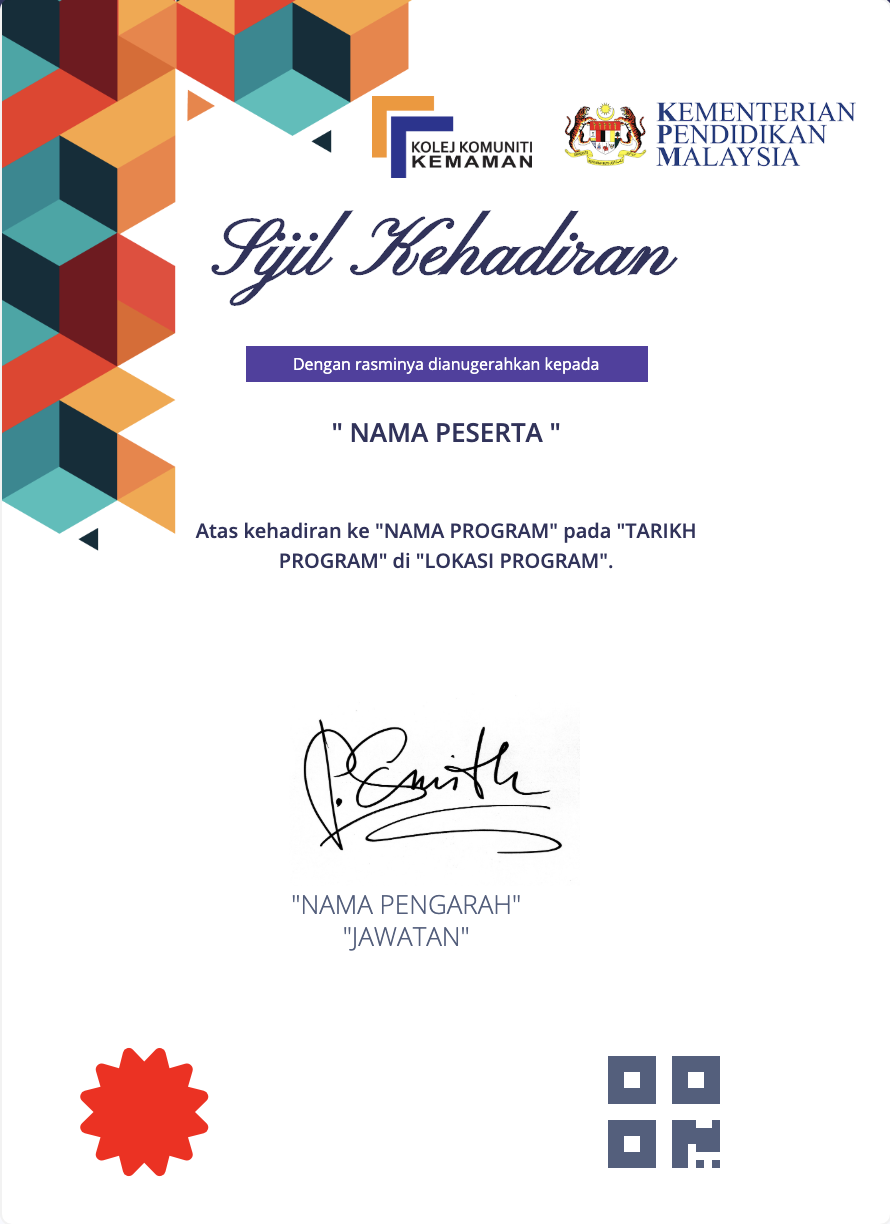 KOLEJ KOMUNITI
KEMAMAN
KEMENTERIAN
PENDIDIKAN
MALAYSIA
Sijil Kehadiran
Dengan rasminya dianugerahkan kepada
" NAMA PESERTA "
Atas kehadiran ke "NAMA PROGRAM" pada "TARIKH
PROGRAM" di "LOKASI PROGRAM".
P. Smith
"NAMA PENGARAH"
"JAWATAN"